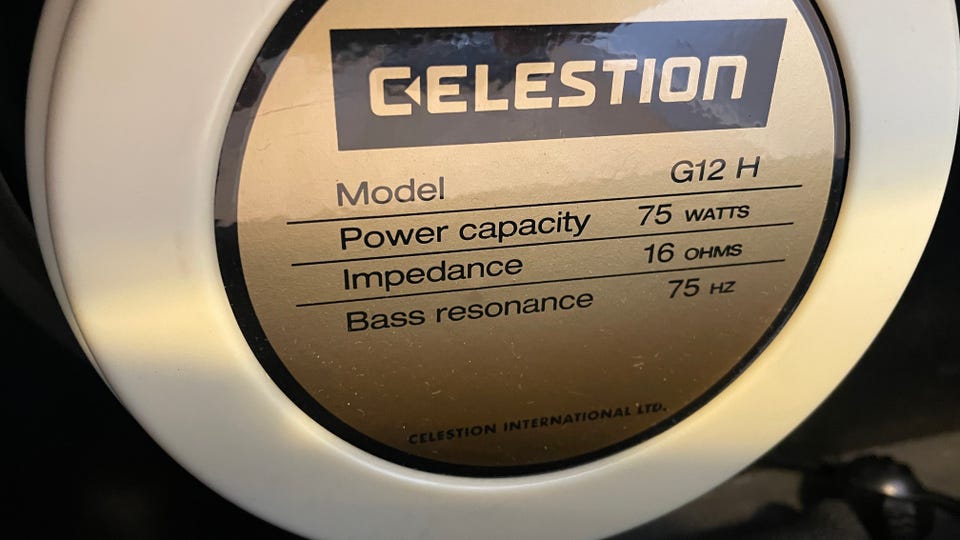 CELESTION
Model G12 H
Power capacity 75 WATTS
Impedance 16 OHMS
Bass resonance 75 HZ
CELESTION INTERNATIONAL LTD.